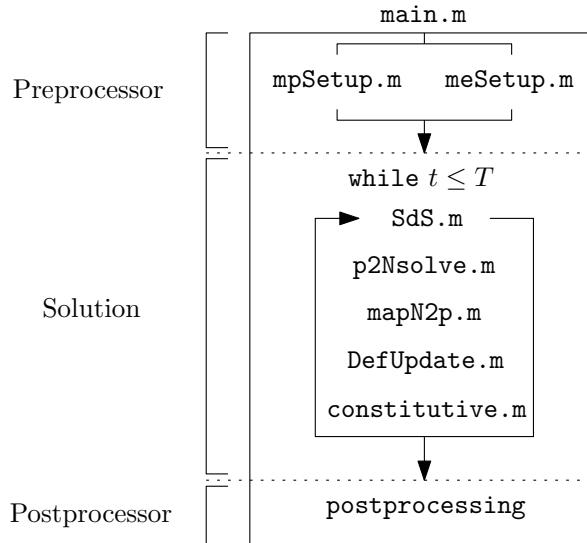 main.m
Preprocessor
mpSetup.m meSetup.m
while t ≤ T
SdS.m
p2Nsolve.m
Solution
mapN2p.m
DefUpdate.m
constitutive.m
Postprocessor
postprocessing